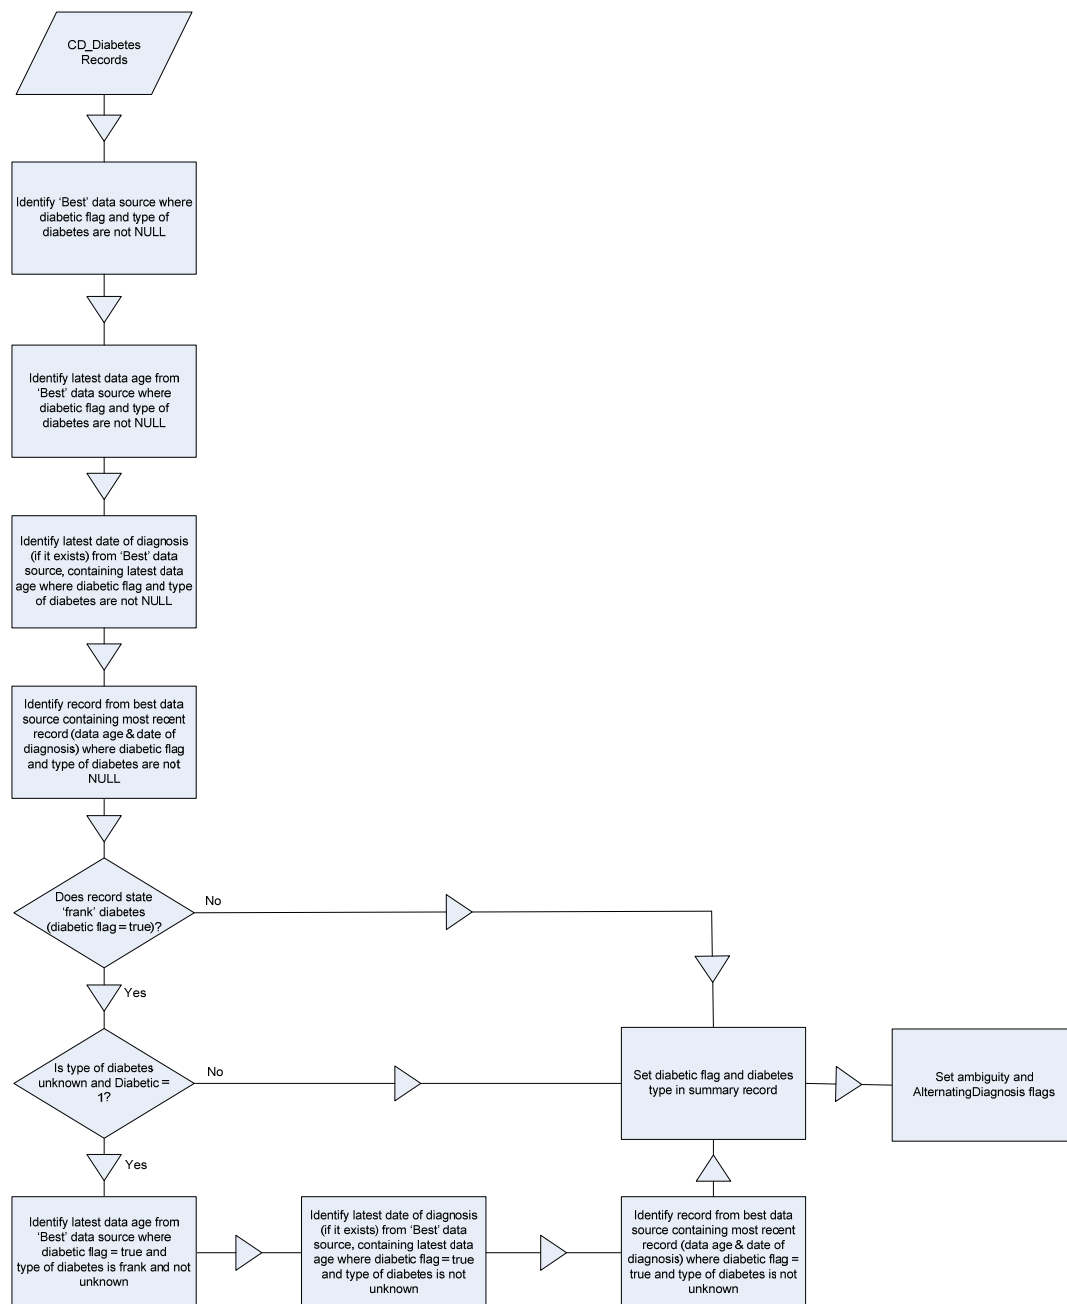 CD_Diabetes
Records
Identify ‘Best’ data source where
diabetic flag and type of
diabetes are not NULL
Identify latest data age from
‘Best’ data source where
diabetic flag and type of
diabetes are not NULL
Identify latest date of diagnosis
(if it exists) from ‘Best’ data
source, containing latest data
age where diabetic flag and type
of diabetes are not NULL
Identify record from best data
source containing most recent
record (data age & date of
diagnosis) where diabetic flag
and type of diabetes are not
NULL
Does record state
‘frank’ diabetes
(diabetic flag = true)?
No
Yes
Is type of diabetes
unknown and Diabetic =
1?
No
Yes
Set diabetic flag and diabetes
type in summary record
Set ambiguity and
AlternatingDiagnosis flags
Identify latest data age from
‘Best’ data source where
diabetic flag = true and
type of diabetes is frank and not
unknown
Identify latest date of diagnosis
(if it exists) from ‘Best’ data
source, containing latest data
age where diabetic flag = true
and type of diabetes is not
unknown
Identify record from best data
source containing most recent
record (data age & date of
diagnosis) where diabetic flag =
true and type of diabetes is not
unknown